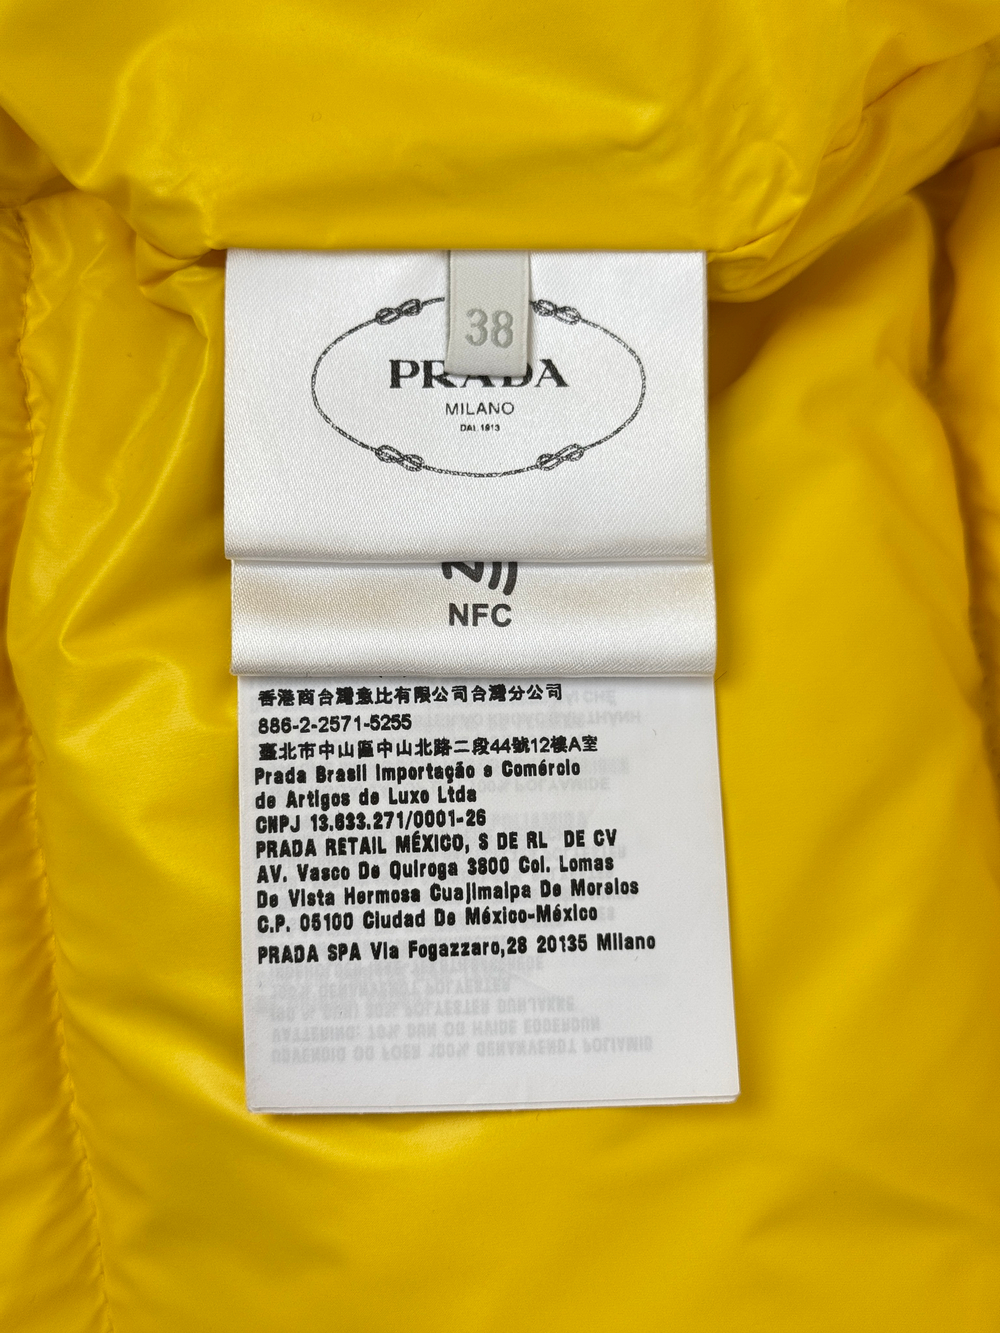 38
PRADA
MILANO
DAL 1913
NFC
香港商台灣意比有限公司台灣分公司
886-2-2571-5255
臺北市中山區中山北路二段44號12樓A室
Prada Brasil Importação e Comércio
de Artigos de Luxo Ltda
CNPJ 13.633.271/0001-26
PRADA RETAIL MÉXICO, S DE RL DE CV
AV. Vasco De Quiroga 3800 Col. Lomas
De Vista Hermosa Cuajimalpa De Morelos
C.P. 05100 Ciudad De México-México
PRADA SPA Via Fogazzaro,28 20135 Milano